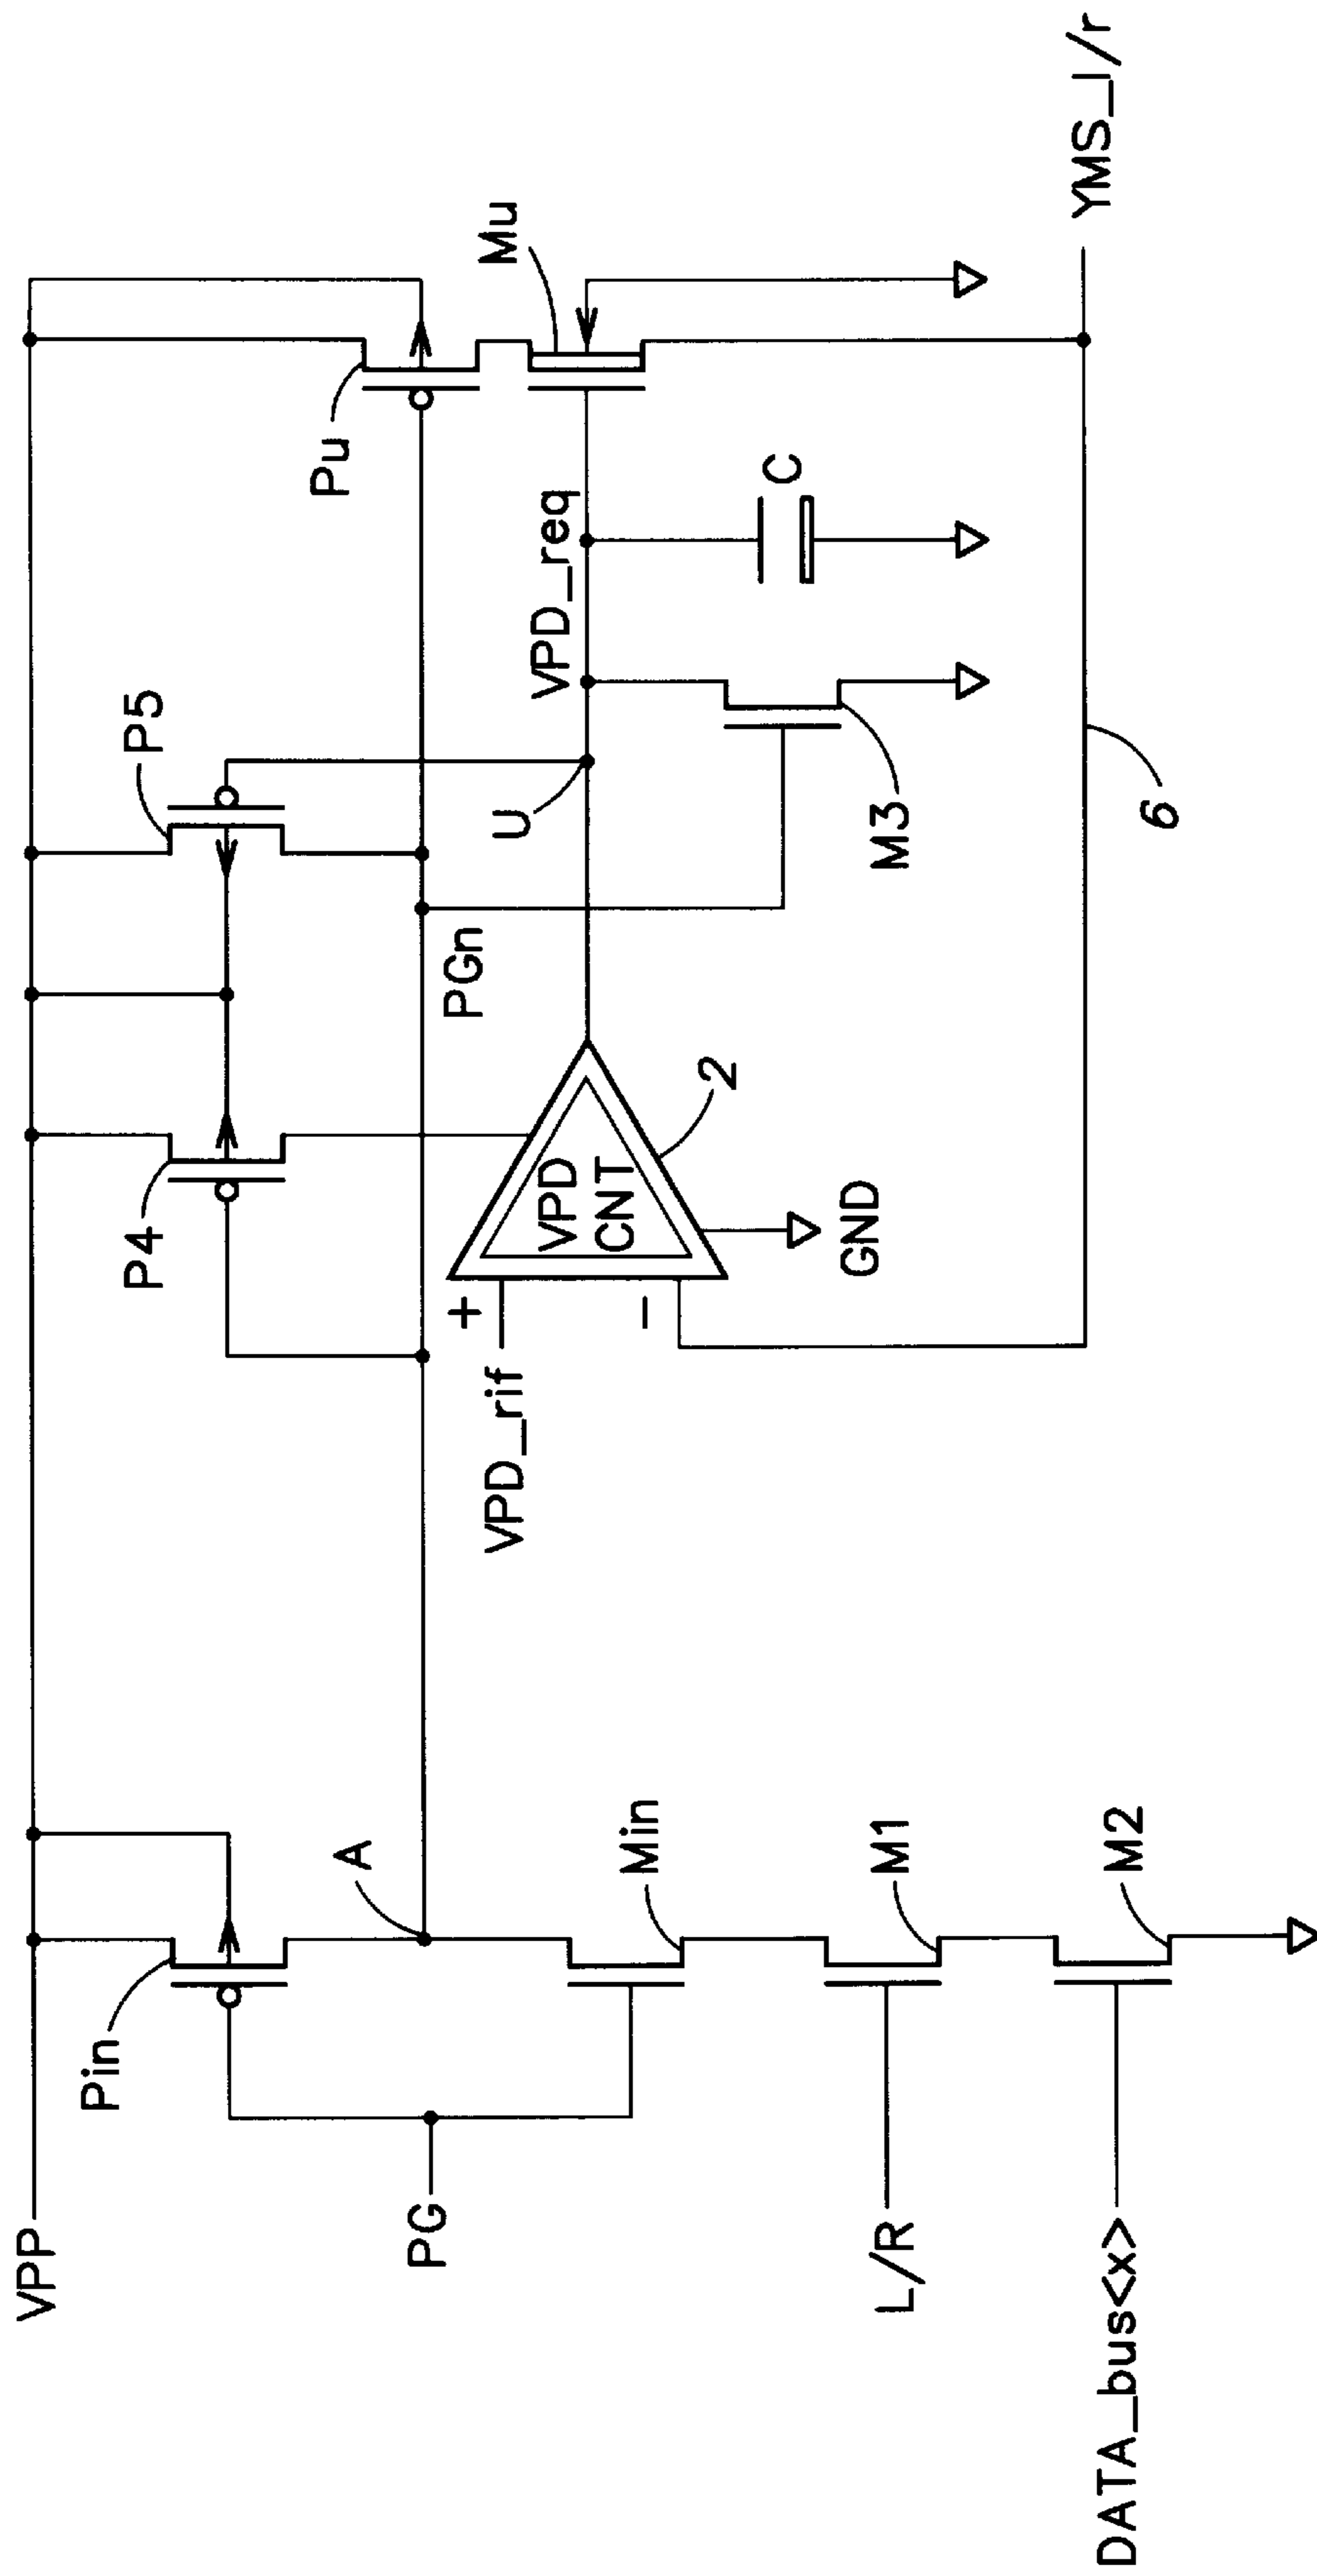 VPP
Pin
PG
A
Min
L/R
M1
DATA_bus<x>
M2
P4
P5
PGn
VPD_rif
+
-
VPD
CNT
2
GND
U
VPD_req
M3
C
Pu
Mu
6
YMS_l/r